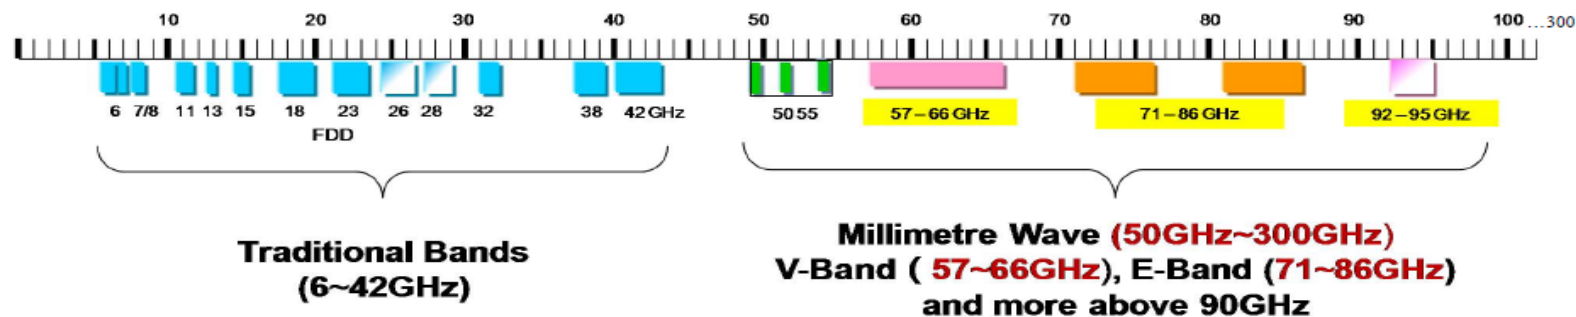 10 20 30 40 50 60 70 80 90 100 ...300
6 7/8 11 13 15 18 23 26 28 32 38 42 GHz 50 55 57 – 66 GHz 71 – 86 GHz 92 – 95 GHz
FDD
Traditional Bands
(6~42GHz)
Millimetre Wave (50GHz~300GHz)
V-Band ( 57~66GHz), E-Band (71~86GHz)
and more above 90GHz